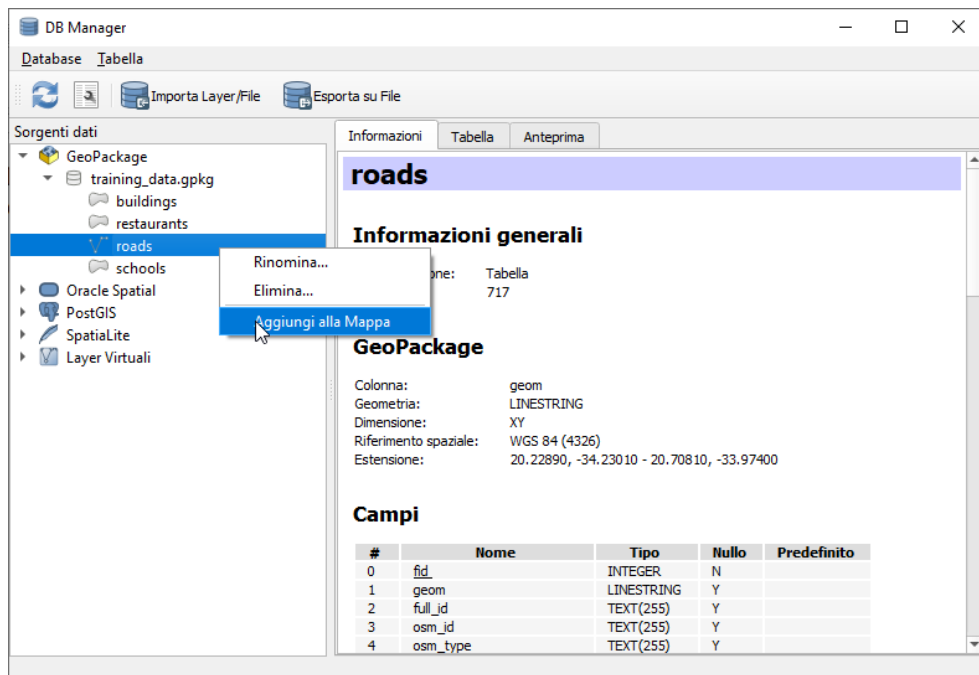 DB Manager
Database Tabella
Importa Layer/File Esporta su File
Sorgenti dati
GeoPackage
training_data.gpkg
buildings
restaurants
roads
schools
Oracle Spatial
PostGIS
SpatiaLite
Layer Virtuali
Rinomina...
Elimina...
Aggiungi alla Mappa
Informazioni Tabella Anteprima
roads
Informazioni generali
one: Tabella
717
GeoPackage
Colonna: geom
Geometria: LINESTRING
Dimensione: XY
Riferimento spaziale: WGS 84 (4326)
Estensione: 20.22890, -34.23010 - 20.70810, -33.97400
Campi
# Nome Tipo Nullo Predefinito
0 fid INTEGER N
1 geom LINESTRING Y
2 full_id TEXT(255) Y
3 osm_id TEXT(255) Y
4 osm_type TEXT(255) Y